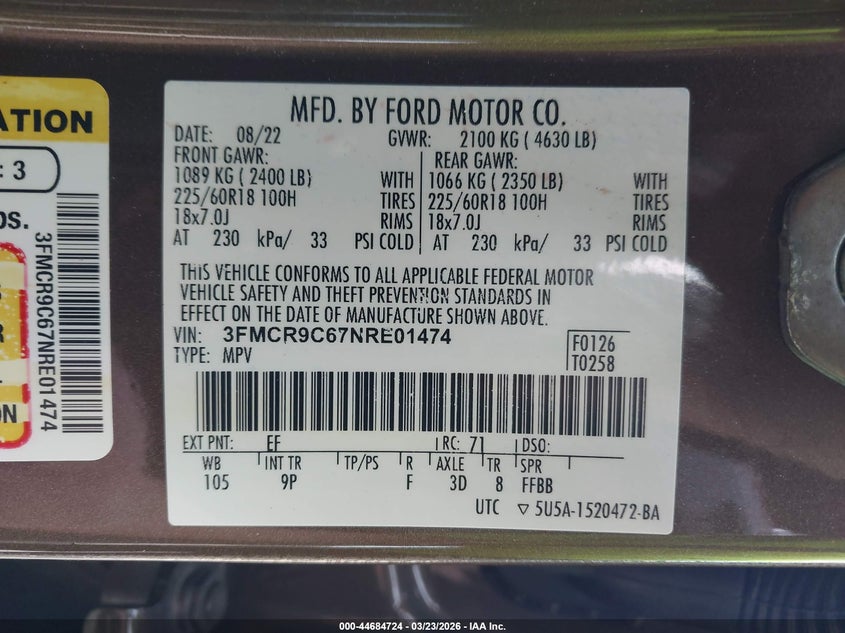 ATION
: 3
OS.
R
L
ON
3FMCR9C67NRE01474
MFD. BY FORD MOTOR CO.
DATE: 08/22 GVWR: 2100 KG ( 4630 LB)
FRONT GAWR: REAR GAWR:
1089 KG ( 2400 LB) WITH 1066 KG ( 2350 LB) WITH
225/60R18 100H TIRES 225/60R18 100H TIRES
18x7.0J RIMS 18x7.0J RIMS
AT 230 kPa/ 33 PSI COLD AT 230 kPa/ 33 PSI COLD
THIS VEHICLE CONFORMS TO ALL APPLICABLE FEDERAL MOTOR
VEHICLE SAFETY AND THEFT PREVENTION STANDARDS IN
EFFECT ON THE DATE OF MANUFACTURE SHOWN ABOVE.
VIN: 3FMCR9C67NRE01474 F0126
TYPE: MPV T0258
EXT PNT: EF RC: 71 DSO:
WB INT TR TP/PS R AXLE TR SPR
105 9P F 3D 8 FFBB
UTC ▽ 5U5A-1520472-BA
000-44684724 — 03/23/2026 - IAA Inc.